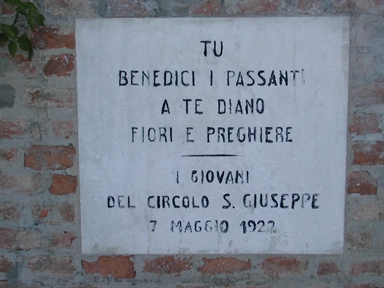 TU
BENEDICI I PASSANTI
A TE DIANO
FIORI E PREGHIERE
I GIOVANI
DEL CIRCOLO S. GIUSEPPE
7 MAGGIO 1922